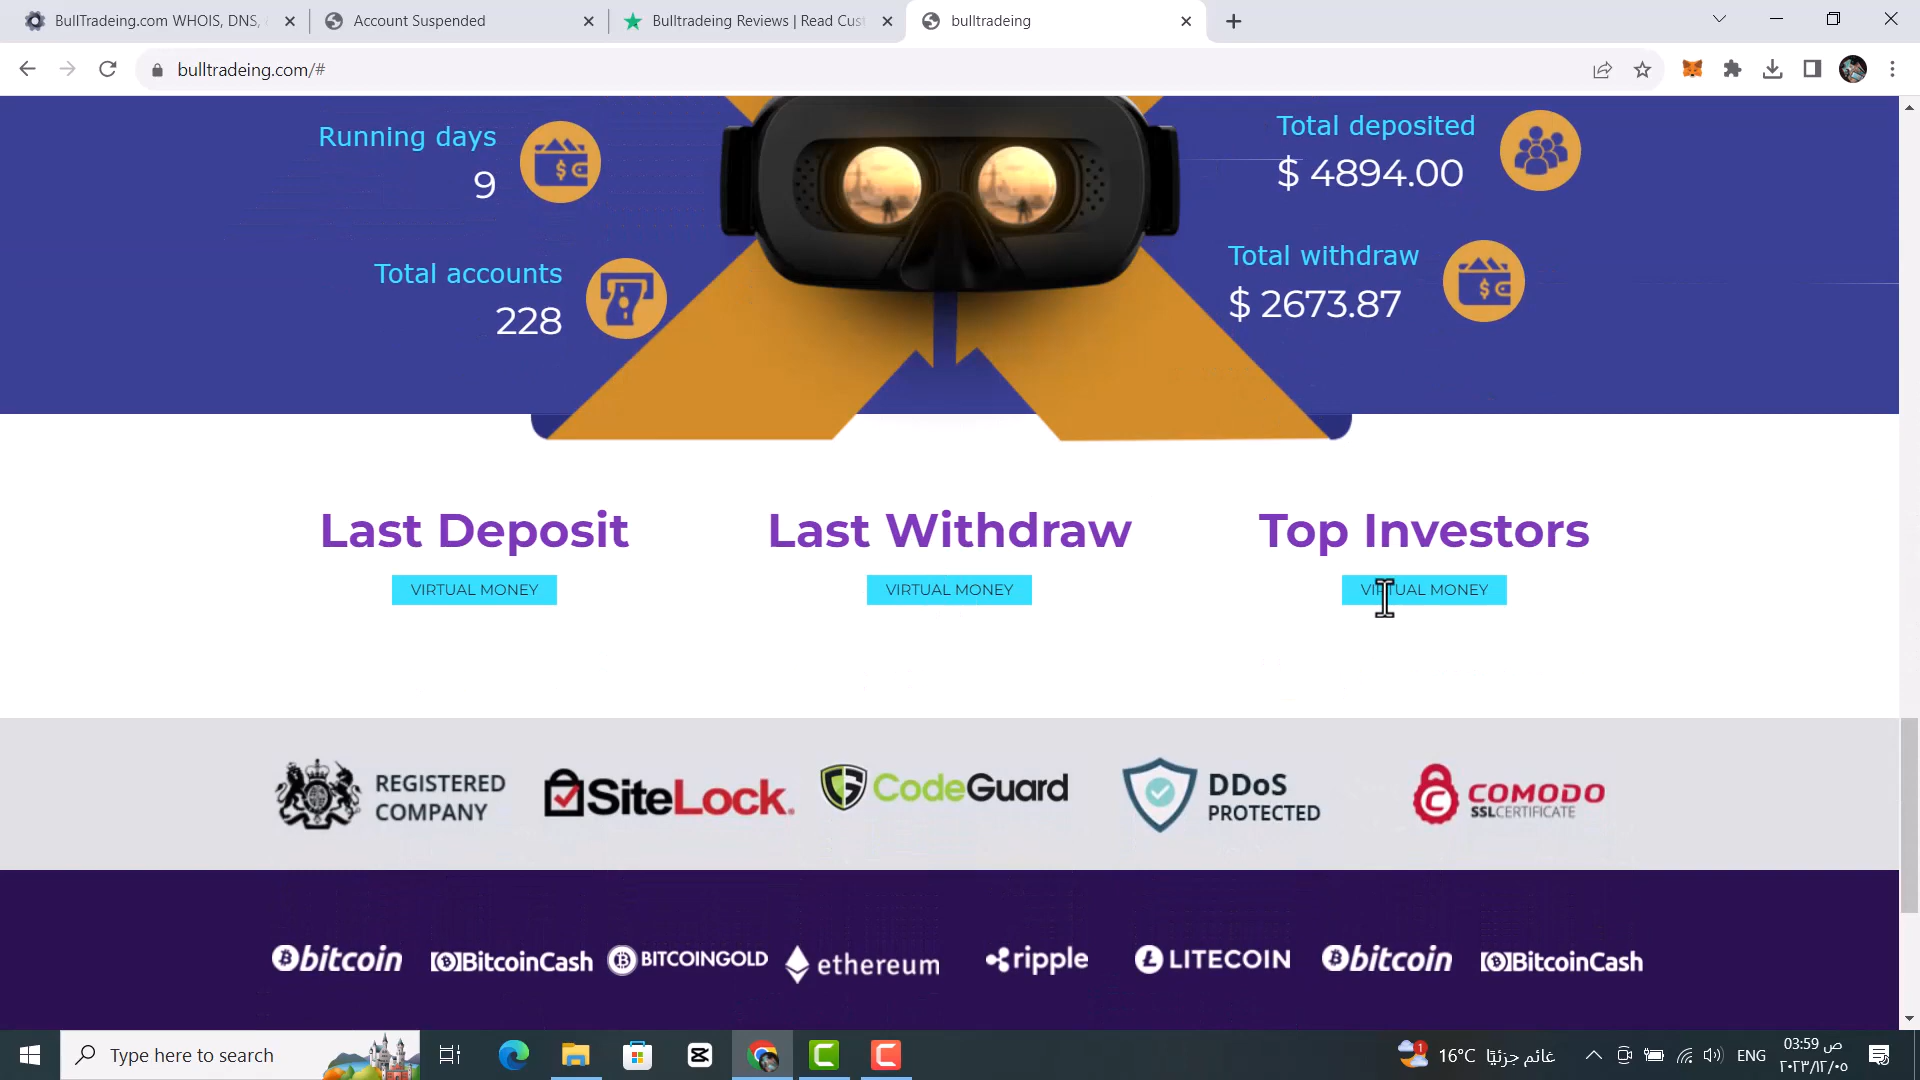 BullTradeing.com WHOIS, DNS,
Account Suspended
Bulltradeing Reviews | Read Cust
bulltradeing
bulltradeing.com/#
Running days
9
Total deposited
$ 4894.00
Total accounts
228
Total withdraw
$ 2673.87
Last Deposit
Last Withdraw
Top Investors
VIRTUAL MONEY
VIRTUAL MONEY
VIRTUAL MONEY
REGISTERED
COMPANY
SiteLock.
CodeGuard
DDoS
PROTECTED
COMODO
SSLCERTIFICATE
bitcoin
BitcoinCash
BITCOINGOLD
ethereum
ripple
LITECOIN
bitcoin
BitcoinCash
Type here to search
1
16°C غائم جزئيًا
ENG
03:59 ص
٢٠٢٣/١٢/٠٥